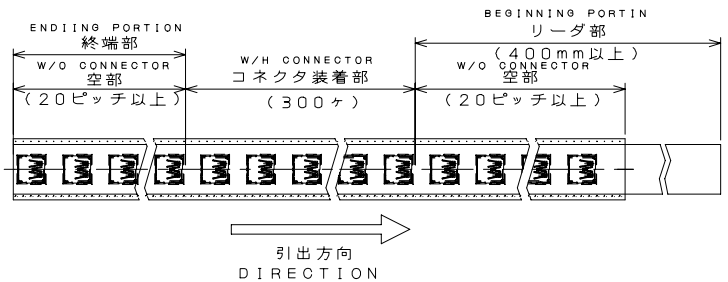 BEGINNING PORTIN
リーダ部
(400mm以上)
ENDIING PORTION
終端部
W/O CONNECTOR
空部
(20ピッチ以上)
W/H CONNECTOR
コネクタ装着部
(300ヶ)
W/O CONNECTOR
空部
(20ピッチ以上)
引出方向
DIRECTION